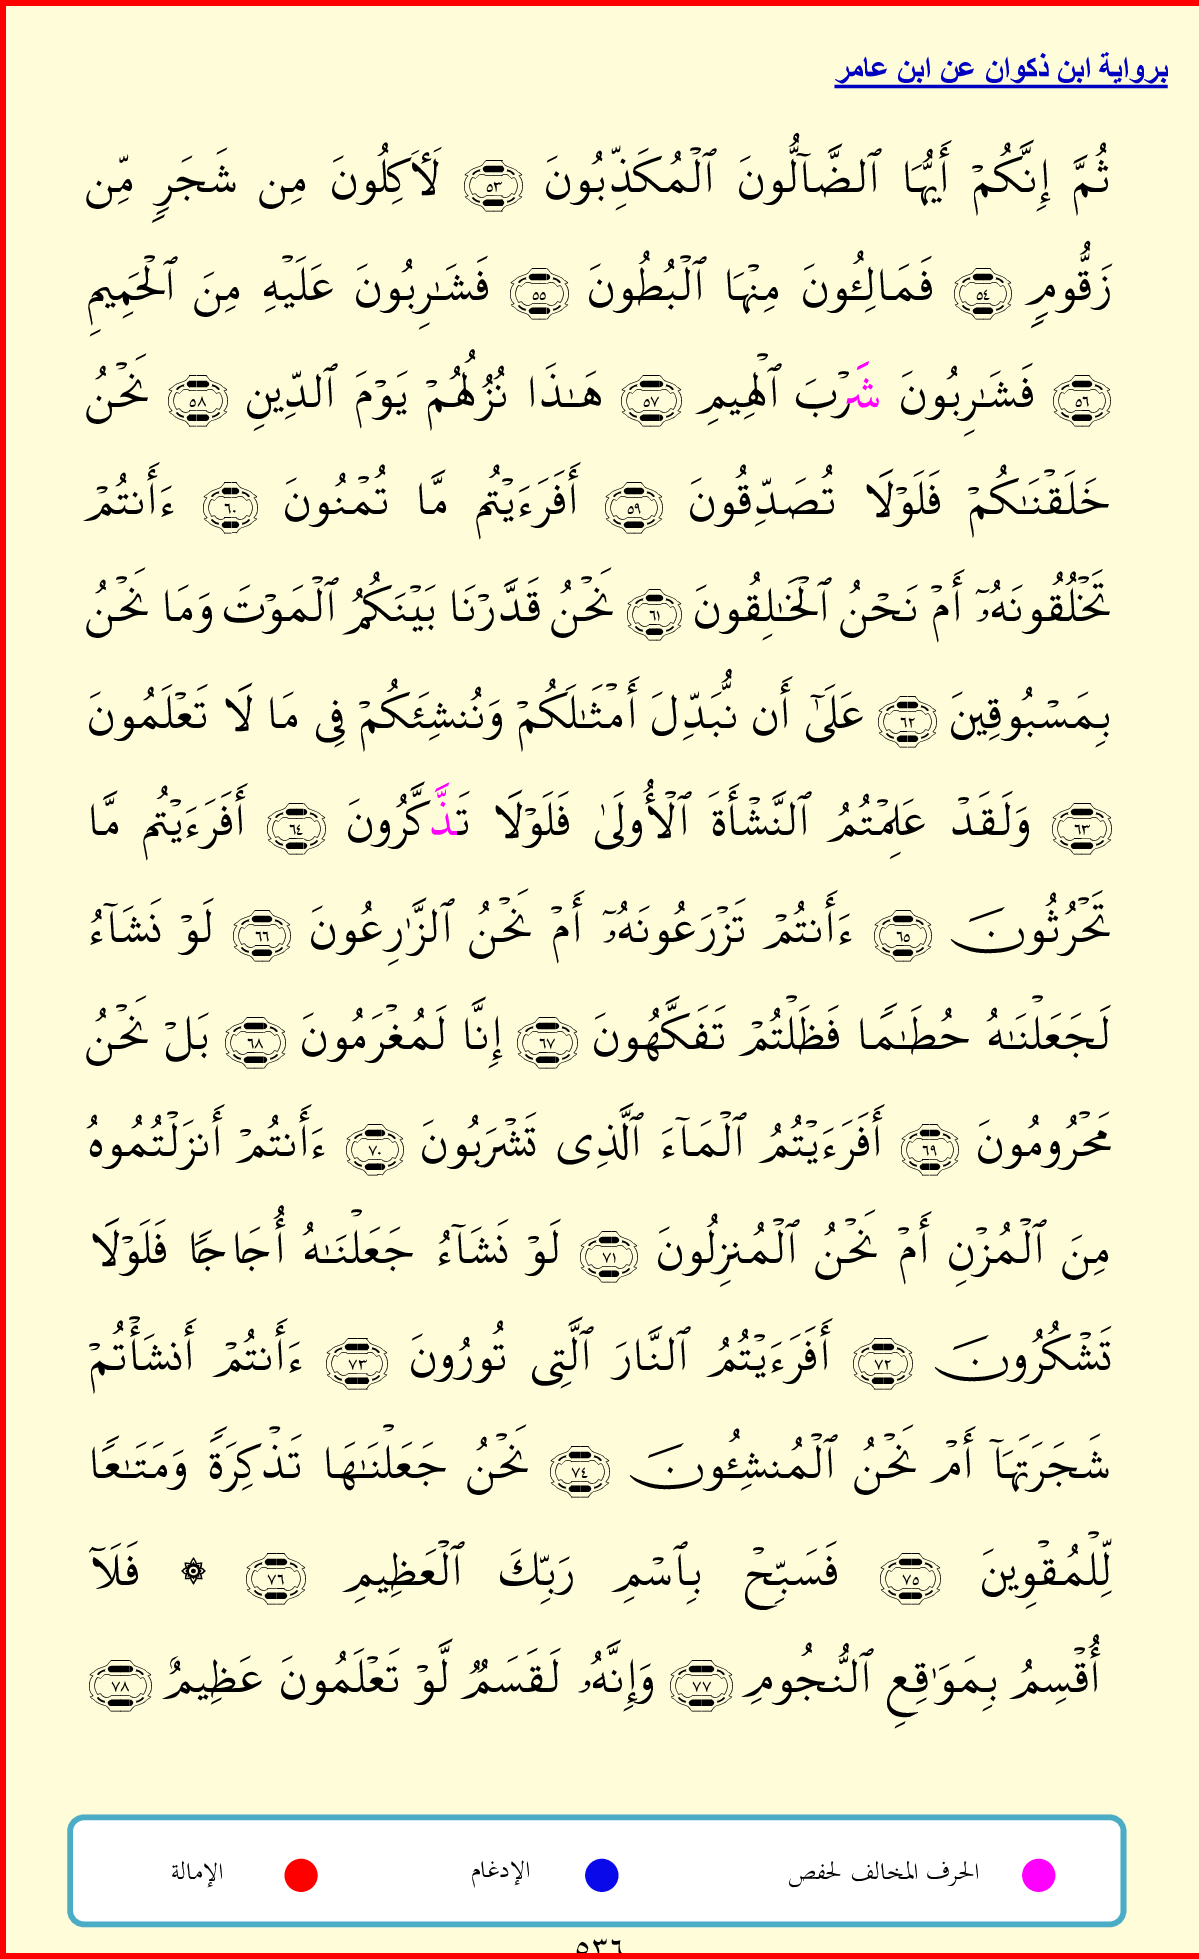 برواية ابن ذكوان عن ابن عامر
ثُمَّ إِنَّكُمۡ أَيُّهَا ٱلضَّآلُّونَ ٱلۡمُكَذِّبُونَ ٥٣ لَأٓكِلُونَ مِن شَجَرٖ مِّن
زَقُّومٖ ٥٤ فَمَالِـُٔونَ مِنۡهَا ٱلۡبُطُونَ ٥٥ فَشَٰرِبُونَ عَلَيۡهِ مِنَ ٱلۡحَمِيمِ
٥٦ فَشَٰرِبُونَ شَرۡبَ ٱلۡهِيمِ ٥٧ هَٰذَا نُزُلُهُمۡ يَوۡمَ ٱلدِّينِ ٥٨ نَحۡنُ
خَلَقۡنَٰكُمۡ فَلَوۡلَا تُصَدِّقُونَ ٥٩ أَفَرَءَيۡتُم مَّا تُمۡنُونَ ٦٠ ءَأَنتُمۡ
تَخۡلُقُونَهُۥٓ أَمۡ نَحۡنُ ٱلۡخَٰلِقُونَ ٦١ نَحۡنُ قَدَّرۡنَا بَيۡنَكُمُ ٱلۡمَوۡتَ وَمَا نَحۡنُ
بِمَسۡبُوقِينَ ٦٢ عَلَىٰٓ أَن نُّبَدِّلَ أَمۡثَٰلَكُمۡ وَنُنشِئَكُمۡ فِي مَا لَا تَعۡلَمُونَ
٦٣ وَلَقَدۡ عَلِمۡتُمُ ٱلنَّشۡأَةَ ٱلۡأُولَىٰ فَلَوۡلَا تَذَّكَّرُونَ ٦٤ أَفَرَءَيۡتُم مَّا
تَحۡرُثُونَ ٦٥ ءَأَنتُمۡ تَزۡرَعُونَهُۥٓ أَمۡ نَحۡنُ ٱلزَّٰرِعُونَ ٦٦ لَوۡ نَشَآءُ
لَجَعَلۡنَٰهُ حُطَٰمٗا فَظَلۡتُمۡ تَفَكَّهُونَ ٦٧ إِنَّا لَمُغۡرَمُونَ ٦٨ بَلۡ نَحۡنُ
مَحۡرُومُونَ ٦٩ أَفَرَءَيۡتُمُ ٱلۡمَآءَ ٱلَّذِي تَشۡرَبُونَ ٧٠ ءَأَنتُمۡ أَنزَلۡتُمُوهُ
مِنَ ٱلۡمُزۡنِ أَمۡ نَحۡنُ ٱلۡمُنزِلُونَ ٧١ لَوۡ نَشَآءُ جَعَلۡنَٰهُ أُجَاجٗا فَلَوۡلَا
تَشۡكُرُونَ ٧٢ أَفَرَءَيۡتُمُ ٱلنَّارَ ٱلَّتِي تُورُونَ ٧٣ ءَأَنتُمۡ أَنشَأۡتُمۡ
شَجَرَتَهَآ أَمۡ نَحۡنُ ٱلۡمُنشِـُٔونَ ٧٤ نَحۡنُ جَعَلۡنَٰهَا تَذۡكِرَةٗ وَمَتَٰعٗا
لِّلۡمُقۡوِينَ ٧٥ فَسَبِّحۡ بِٱسۡمِ رَبِّكَ ٱلۡعَظِيمِ ٧٦ ۞ فَلَآ
أُقۡسِمُ بِمَوَٰقِعِ ٱلنُّجُومِ ٧٧ وَإِنَّهُۥ لَقَسَمٞ لَّوۡ تَعۡلَمُونَ عَظِيمٌ ٧٨
الحرف المخالف لحفص الإدغام الإمالة
٥٣٦